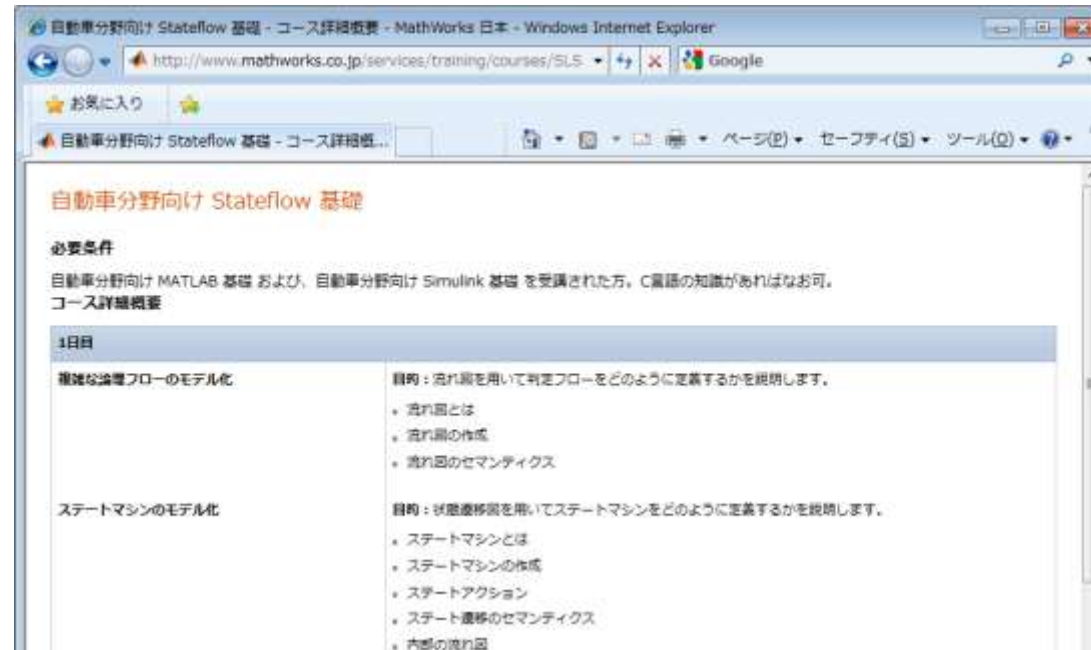 自動車分野向け Stateflow 基礎 - コース詳細概要 - MathWorks 日本 - Windows Internet Explorer
http://www.mathworks.co.jp/services/training/courses/SL5
Google
お気に入り
自動車分野向け Stateflow 基礎 - コース詳細概...
ページ(P) セーフティ(S) ツール(O)
自動車分野向け Stateflow 基礎
必要条件
自動車分野向け MATLAB 基礎 および、自動車分野向け Simulink 基礎 を受講された方。C言語の知識があればなお可。
コース詳細概要
1日目
複雑な論理フローのモデル化
目的：流れ図を用いて判定フローをどのように定義するかを説明します。
流れ図とは
流れ図の作成
流れ図のセマンティクス
ステートマシンのモデル化
目的：状態遷移図を用いてステートマシンをどのように定義するかを説明します。
ステートマシンとは
ステートマシンの作成
ステートアクション
ステート遷移のセマンティクス
内部の流れ図